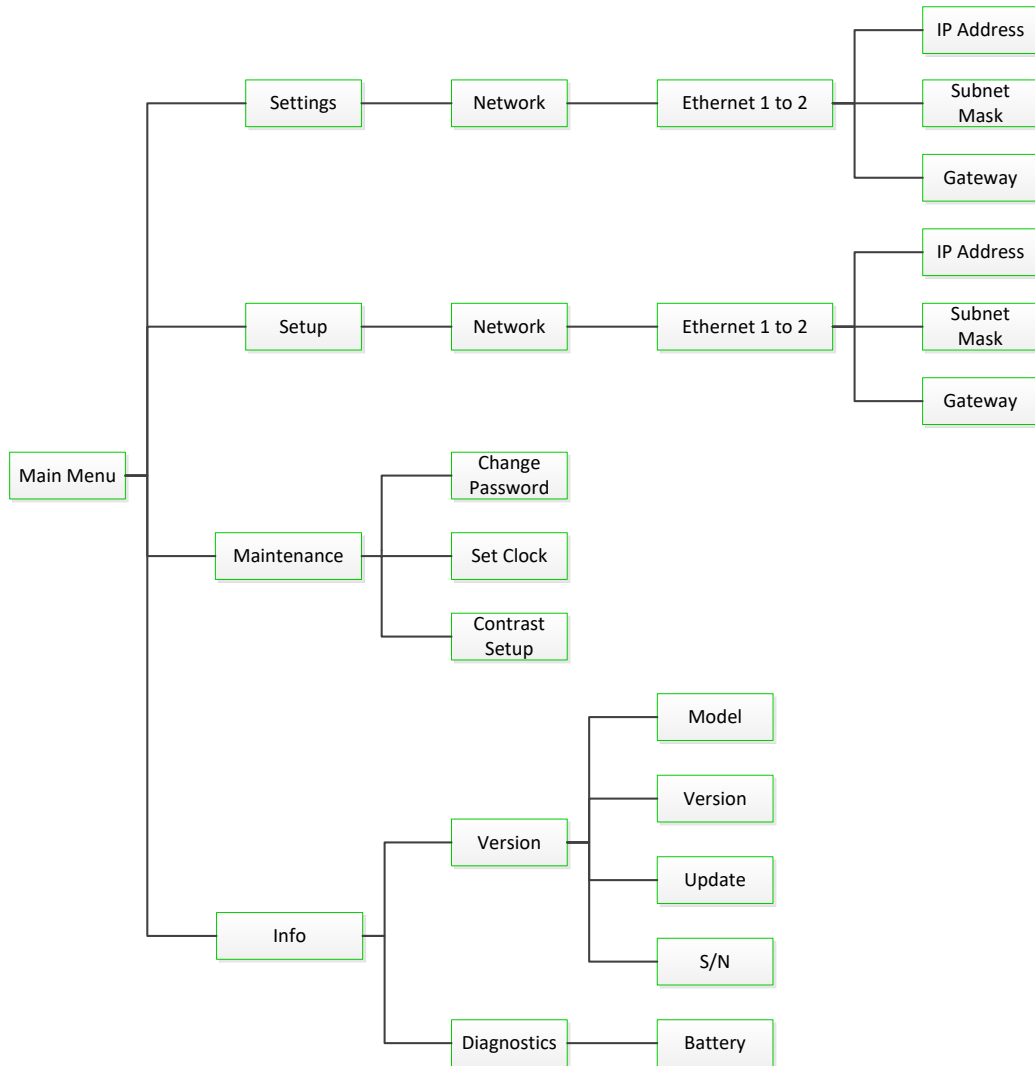 IP Address
Settings
Network
Ethernet 1 to 2
Subnet
Mask
Gateway
IP Address
Setup
Network
Ethernet 1 to 2
Subnet
Mask
Gateway
Main Menu
Change
Password
Maintenance
Set Clock
Contrast
Setup
Model
Version
Version
Update
Info
S/N
Diagnostics
Battery